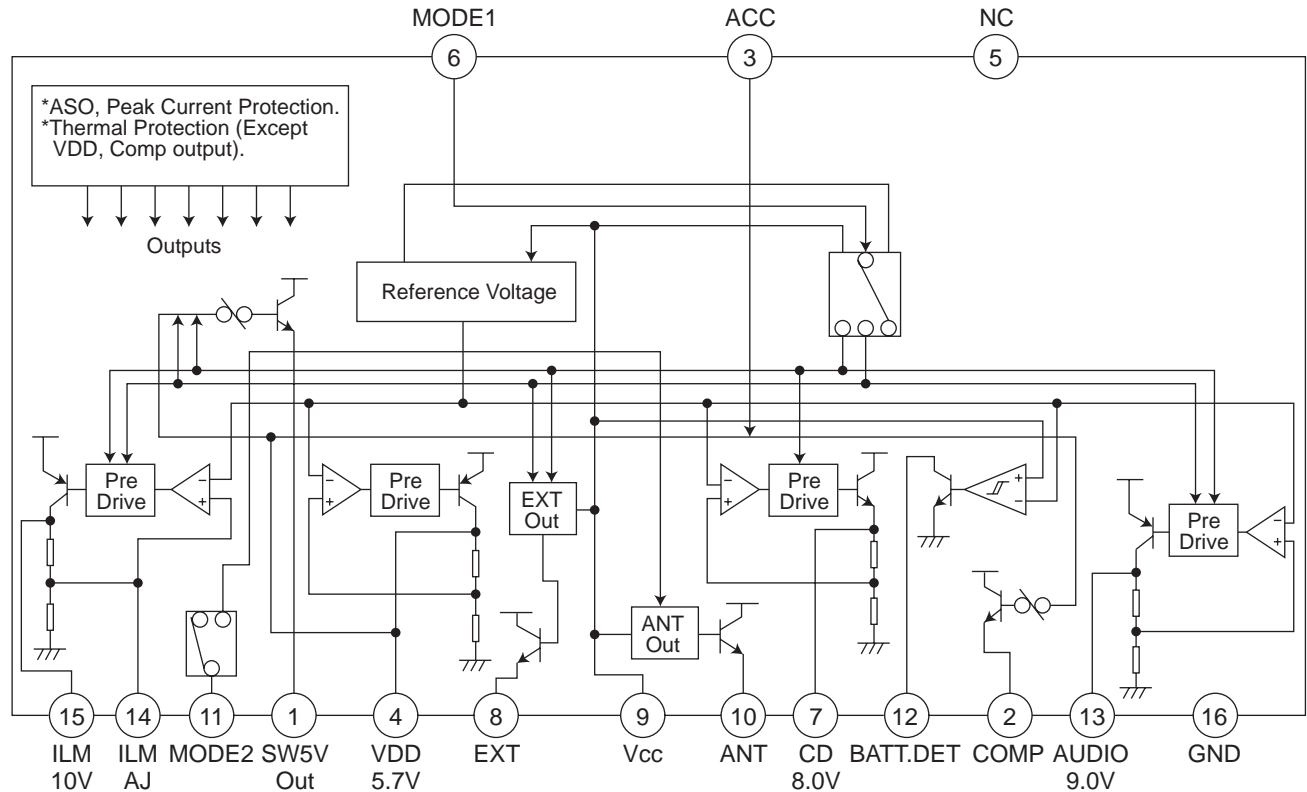 MODE1 ACC NC
6 3 5
*ASO, Peak Current Protection.
*Thermal Protection (Except
VDD, Comp output).
Outputs
Reference Voltage
Pre
Drive
-
+
-
+
Pre
Drive
EXT
Out
-
+
Pre
Drive
+
-
Pre
Drive
-
+
ANT
Out
15 14 11 1 4 8 9 10 7 12 2 13 16
ILM ILM MODE2 SW5V VDD EXT Vcc ANT CD BATT.DET COMP AUDIO GND
10V AJ Out 5.7V 8.0V 9.0V